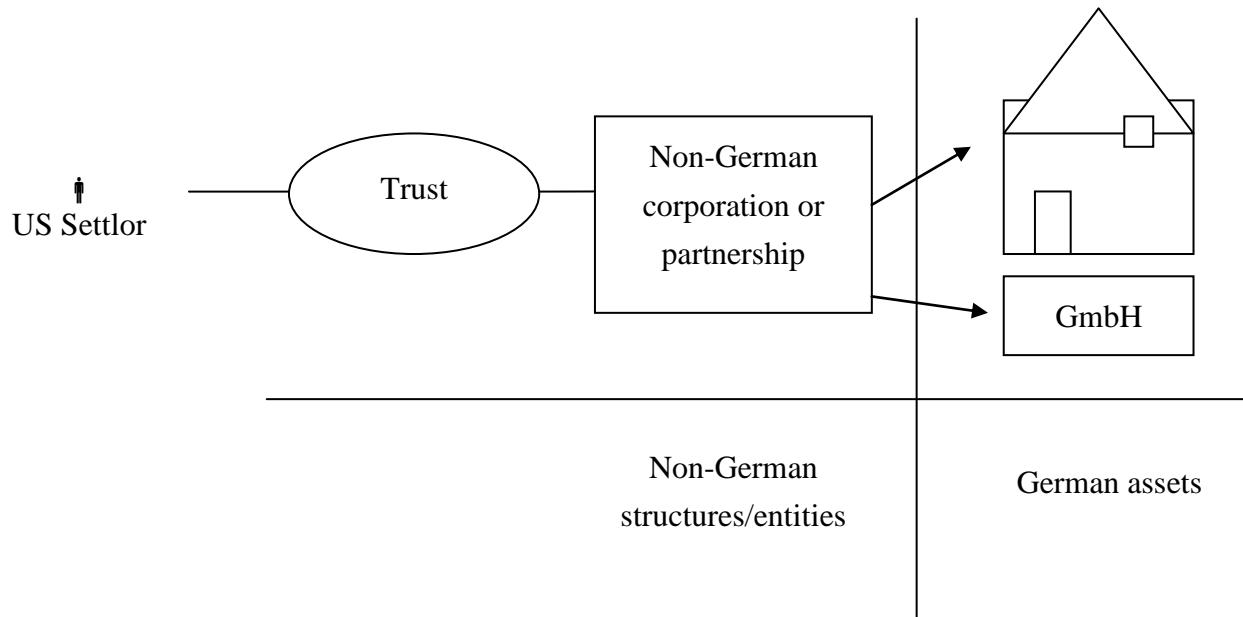 US Settlor
Trust
Non-German
corporation or
partnership
GmbH
Non-German
structures/entities
German assets